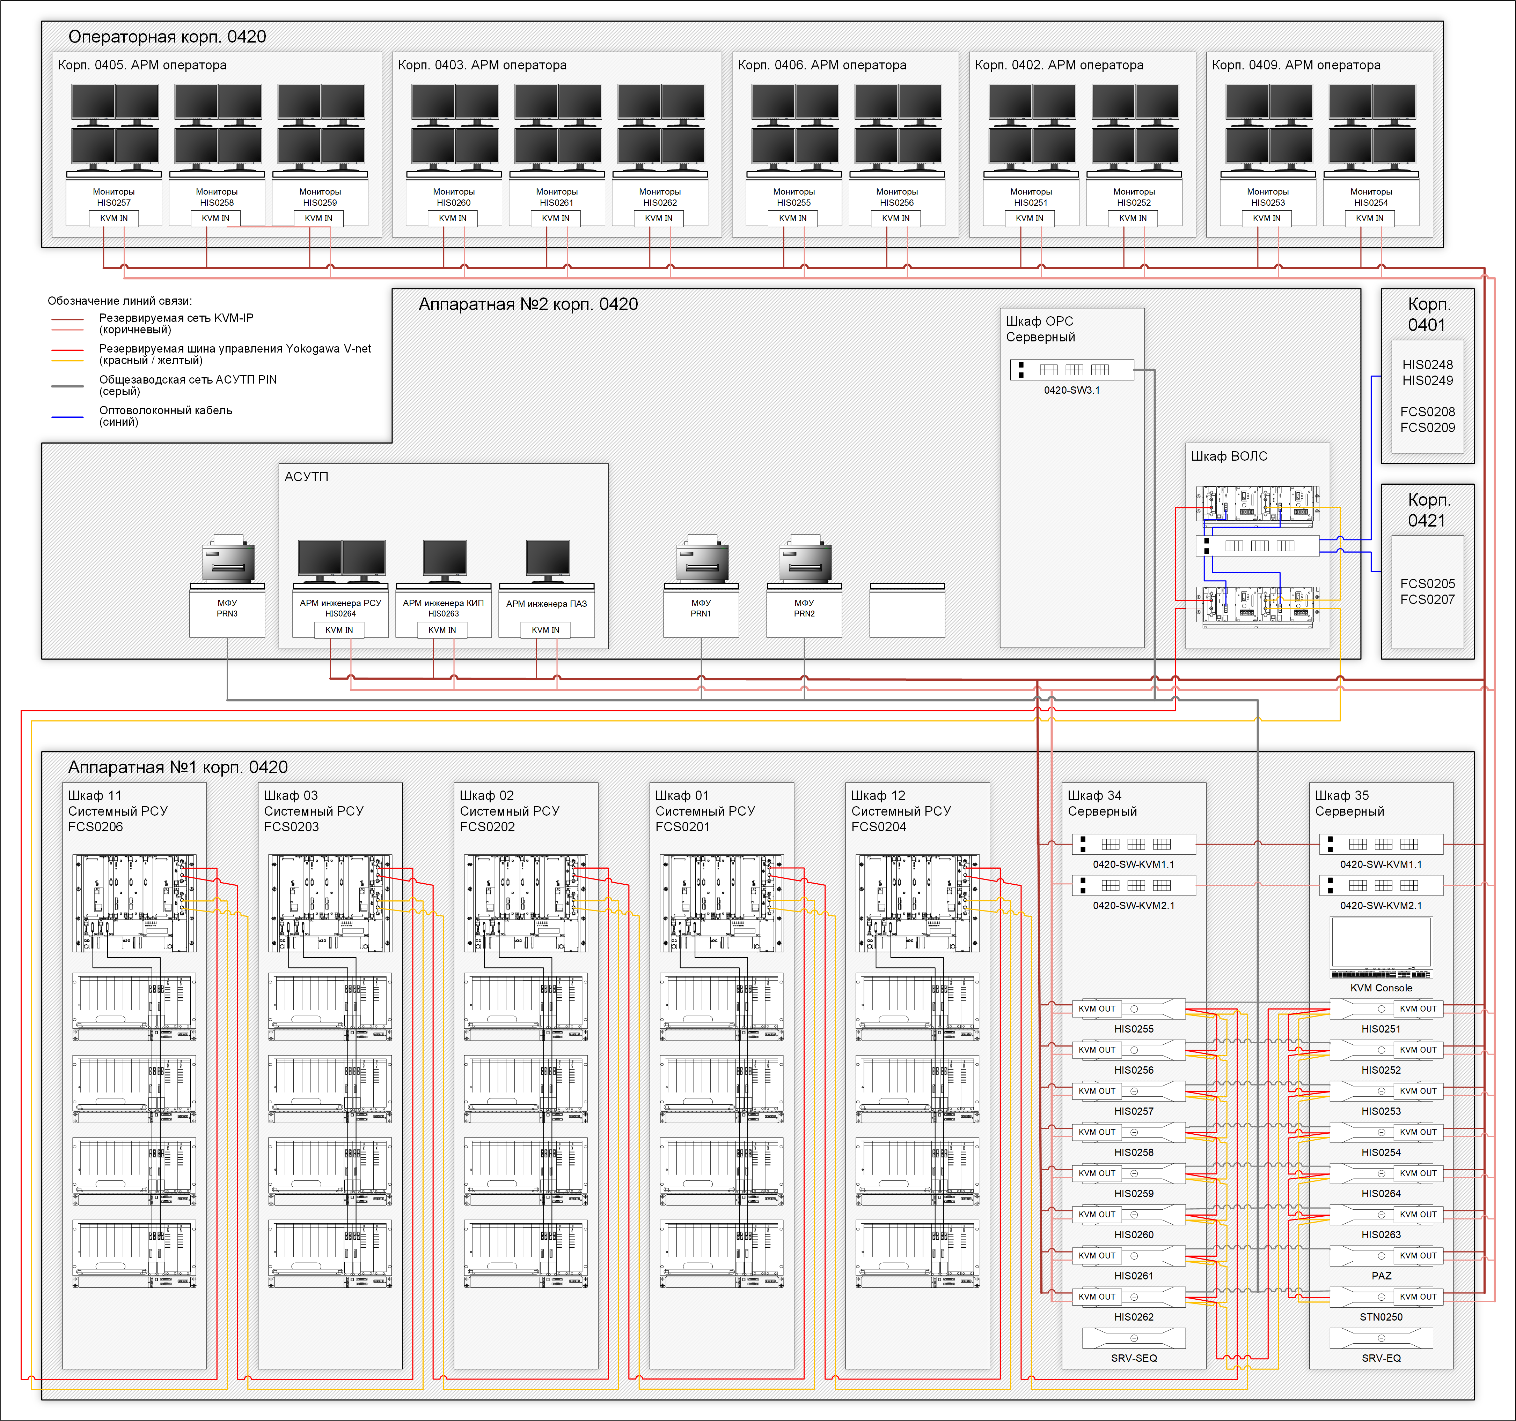 Операторная корп. 0420
Корп. 0405. АРМ оператора
Мониторы
HIS0257
KVM IN
Мониторы
HIS0258
KVM IN
Мониторы
HIS0259
KVM IN
Корп. 0403. АРМ оператора
Мониторы
HIS0260
KVM IN
Мониторы
HIS0261
KVM IN
Мониторы
HIS0262
KVM IN
Корп. 0406. АРМ оператора
Мониторы
HIS0255
KVM IN
Мониторы
HIS0256
KVM IN
Корп. 0402. АРМ оператора
Мониторы
HIS0251
KVM IN
Мониторы
HIS0252
KVM IN
Корп. 0409. АРМ оператора
Мониторы
HIS0253
KVM IN
Мониторы
HIS0254
KVM IN
Обозначение линий связи:
Резервируемая сеть KVM-IP
(коричневый)
Резервируемая шина управления Yokogawa V-net
(красный / желтый)
Общезаводская сеть АСУТП PIN
(серый)
Оптоволоконный кабель
(синий)
Аппаратная №2 корп. 0420
Шкаф OPC
Серверный
0420-SW3.1
Шкаф ВОЛС
Корп.
0401
HIS0248
HIS0249
FCS0208
FCS0209
Корп.
0421
FCS0205
FCS0207
АСУТП
МФУ
PRN3
АРМ инженера РСУ
HIS0264
KVM IN
АРМ инженера КИП
HIS0263
KVM IN
АРМ инженера ПАЗ
KVM IN
МФУ
PRN1
МФУ
PRN2
Аппаратная №1 корп. 0420
Шкаф 11
Системный РСУ
FCS0206
Шкаф 03
Системный РСУ
FCS0203
Шкаф 02
Системный РСУ
FCS0202
Шкаф 01
Системный РСУ
FCS0201
Шкаф 12
Системный РСУ
FCS0204
Шкаф 34
Серверный
0420-SW-KVM1.1
0420-SW-KVM2.1
KVM OUT
HIS0255
KVM OUT
HIS0256
KVM OUT
HIS0257
KVM OUT
HIS0258
KVM OUT
HIS0259
KVM OUT
HIS0260
KVM OUT
HIS0261
KVM OUT
HIS0262
SRV-SEQ
Шкаф 35
Серверный
0420-SW-KVM1.1
0420-SW-KVM2.1
KVM Console
KVM OUT
HIS0251
KVM OUT
HIS0252
KVM OUT
HIS0253
KVM OUT
HIS0254
KVM OUT
HIS0264
KVM OUT
HIS0263
KVM OUT
PAZ
KVM OUT
STN0250
SRV-EQ